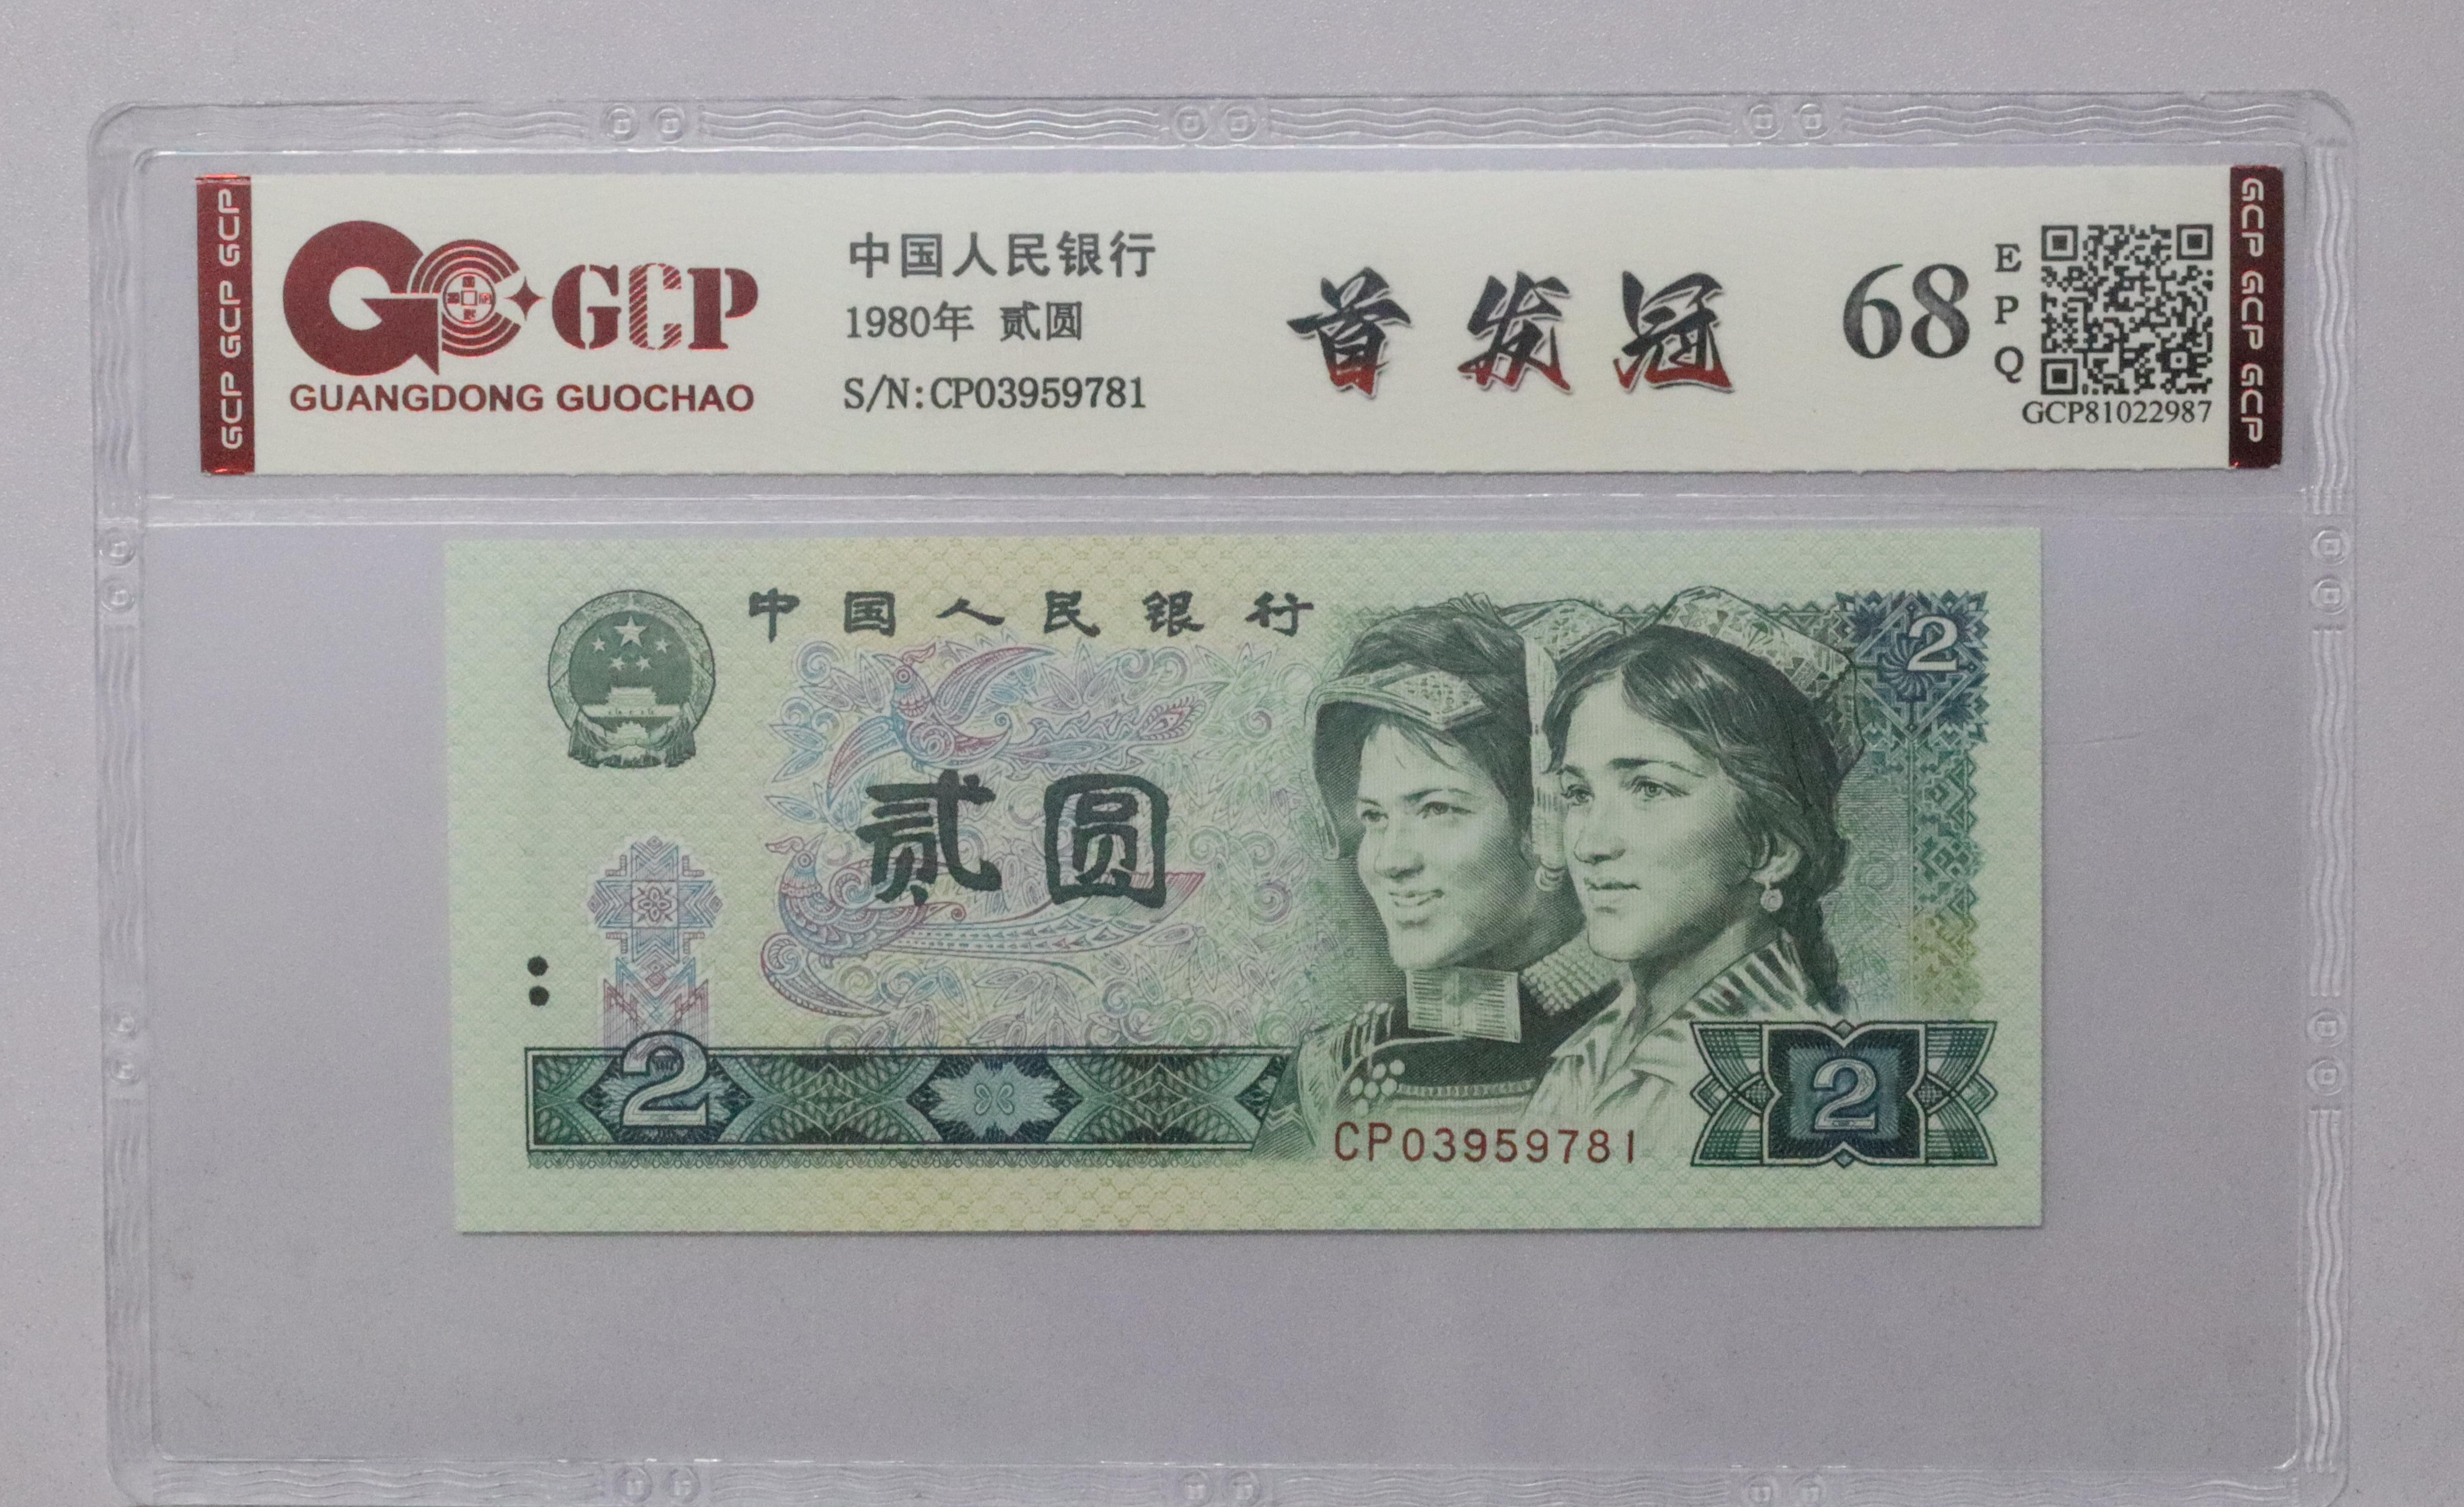 GCP GCP GCP
GCP
GUANGDONG GUOCHAO
中国人民银行
1980年 贰圆
S/N:CP03959781
首发冠
68
EPQ
GCP81022987
GCP GCP GCP
中国人民银行
2
贰圆
2
2
CP03959781